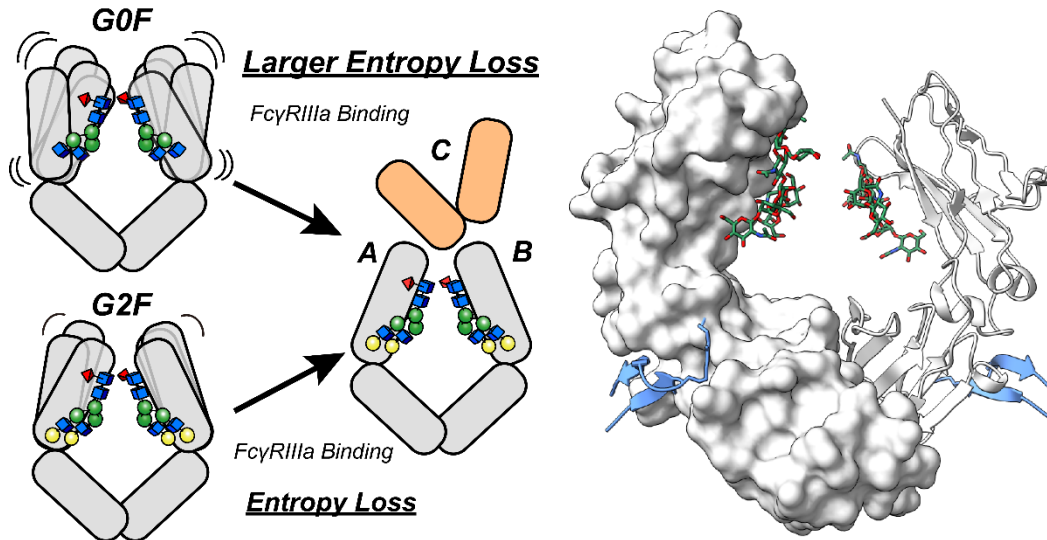 G0F
Larger Entropy Loss
FcγRIIIa Binding
C
A
B
G2F
FcγRIIIa Binding
Entropy Loss